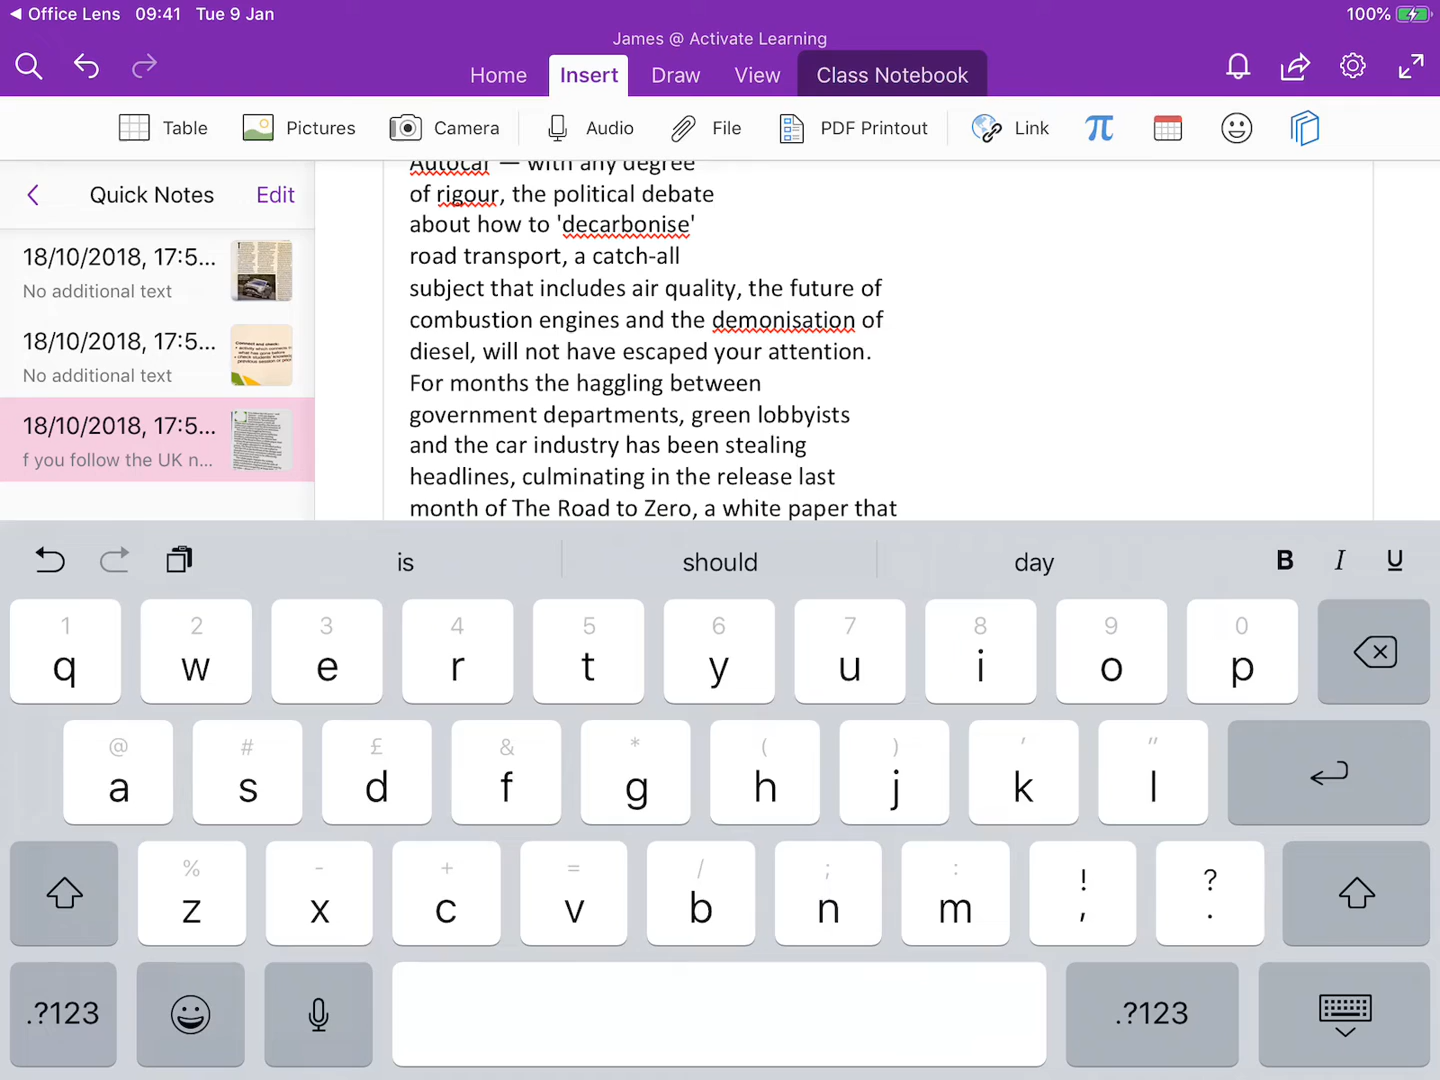 ◀ Office Lens 09:41 Tue 9 Jan 100%
James @ Activate Learning
Home Insert Draw View Class Notebook
Table Pictures Camera Audio File PDF Printout Link π
Quick Notes Edit
18/10/2018, 17:5...
No additional text
18/10/2018, 17:5...
No additional text
18/10/2018, 17:5...
f you follow the UK n...
Autocar — with any degree
of rigour, the political debate
about how to 'decarbonise'
road transport, a catch-all
subject that includes air quality, the future of
combustion engines and the demonisation of
diesel, will not have escaped your attention.
For months the haggling between
government departments, green lobbyists
and the car industry has been stealing
headlines, culminating in the release last
month of The Road to Zero, a white paper that
is should day B I U
1 2 3 4 5 6 7 8 9 0
q w e r t y u i o p
@ # £ & * ( ) ' "
a s d f g h j k l
% - + = / ; : ! ?
z x c v b n m , .
.?123 .?123